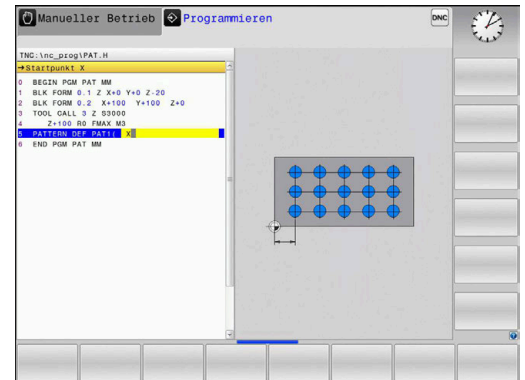 Manueller Betrieb Programmieren DNC
TNC:\nc_prog\PAT.H
→Startpunkt X
0 BEGIN PGM PAT MM
1 BLK FORM 0.1 Z X+0 Y+0 Z-20
2 BLK FORM 0.2 X+100 Y+100 Z+0
3 TOOL CALL 3 Z S3000
4 Z+100 R0 FMAX M3
5 PATTERN DEF PAT1( X
6 END PGM PAT MM